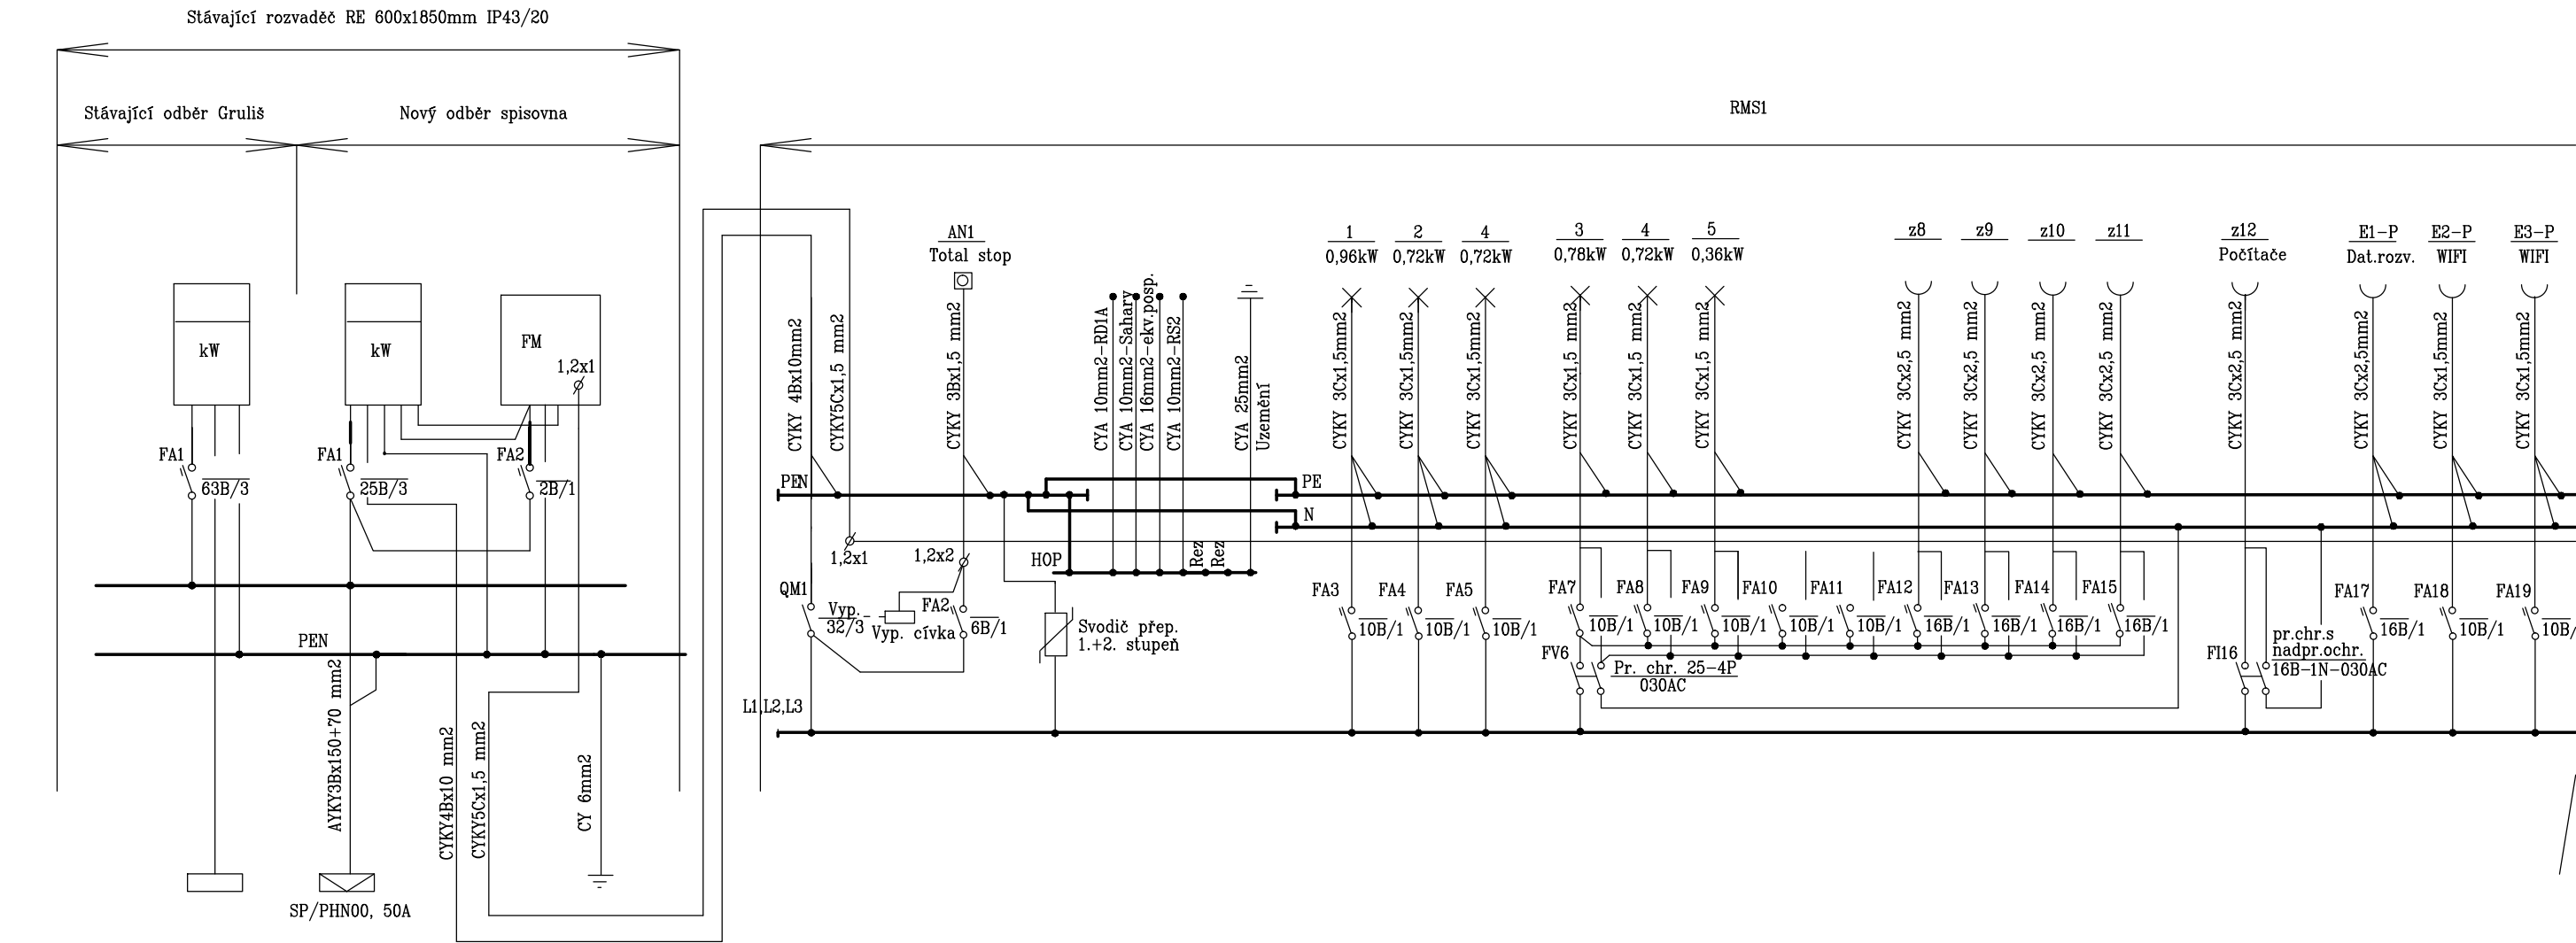 Stávající rozvaděč RE 600x1850mm IP43/20
Stávající odběr Gruliš
Nový odběr spisovna
RMS1
kW
kW
FM
1,2x1
FA1
63B/3
FA1
25B/3
FA2
2B/1
PEN
AYKY3Bx150+70 mm2
CYKY4Bx10 mm2
CYKY5Cx1,5 mm2
CY 6mm2
SP/PHN00, 50A
CYKY 4Bx10mm2
CYKY5Cx1,5 mm2
AN1
Total stop
CYKY 3Bx1,5 mm2
CYA 10mm2-RD1A
CYA 10mm2-Sahary
CYA 16mm2-ekv.posp.
CYA 10mm2-RS2
CYA 25mm2
Uzemění
PEN
N
PE
N
1,2x1
1,2x2
HOP
Rez
Rez
QM1
Vyp.
32/3
Vyp. cívka
FA2
6B/1
Svodič přep.
1.+2. stupeň
L1,L2,L3
1
0,96kW
CYKY 3Cx1,5mm2
2
0,72kW
CYKY 3Cx1,5mm2
4
0,72kW
CYKY 3Cx1,5mm2
3
0,78kW
CYKY 3Cx1,5 mm2
4
0,72kW
CYKY 3Cx1,5 mm2
5
0,36kW
CYKY 3Cx1,5 mm2
z8
CYKY 3Cx2,5 mm2
z9
CYKY 3Cx2,5 mm2
z10
CYKY 3Cx2,5 mm2
z11
CYKY 3Cx2,5 mm2
z12
Počítače
CYKY 3Cx2,5 mm2
E1-P
Dat.rozv.
CYKY 3Cx2,5mm2
E2-P
WIFI
CYKY 3Cx1,5mm2
E3-P
WIFI
CYKY 3Cx1,5mm2
FA3
10B/1
FA4
10B/1
FA5
10B/1
FA7
10B/1
FA8
10B/1
FA9
10B/1
FA10
10B/1
FA11
10B/1
FA12
16B/1
FA13
16B/1
FA14
16B/1
FA15
16B/1
FV6
Pr. chr. 25-4P
030AC
FI16
pr.chr.s
nadpr.ochr.
16B-1N-030AC
FA17
16B/1
FA18
10B/1
FA19
10B/